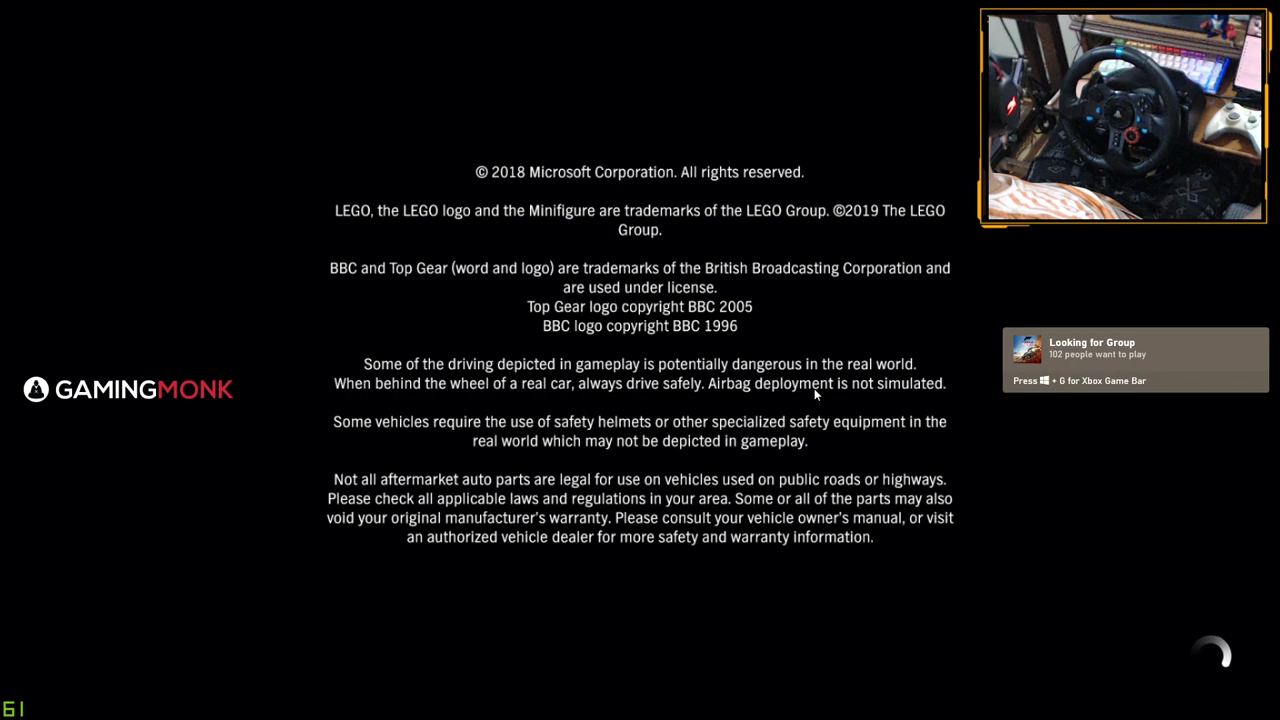 © 2018 Microsoft Corporation. All rights reserved.
LEGO, the LEGO logo and the Minifigure are trademarks of the LEGO Group. ©2019 The LEGO
Group.
BBC and Top Gear (word and logo) are trademarks of the British Broadcasting Corporation and
are used under license.
Top Gear logo copyright BBC 2005
BBC logo copyright BBC 1996
Some of the driving depicted in gameplay is potentially dangerous in the real world.
When behind the wheel of a real car, always drive safely. Airbag deployment is not simulated.
Some vehicles require the use of safety helmets or other specialized safety equipment in the
real world which may not be depicted in gameplay.
Not all aftermarket auto parts are legal for use on vehicles used on public roads or highways.
Please check all applicable laws and regulations in your area. Some or all of the parts may also
void your original manufacturer's warranty. Please consult your vehicle owner's manual, or visit
an authorized vehicle dealer for more safety and warranty information.
GAMINGMONK
Looking for Group
102 people want to play
Press + G for Xbox Game Bar
61